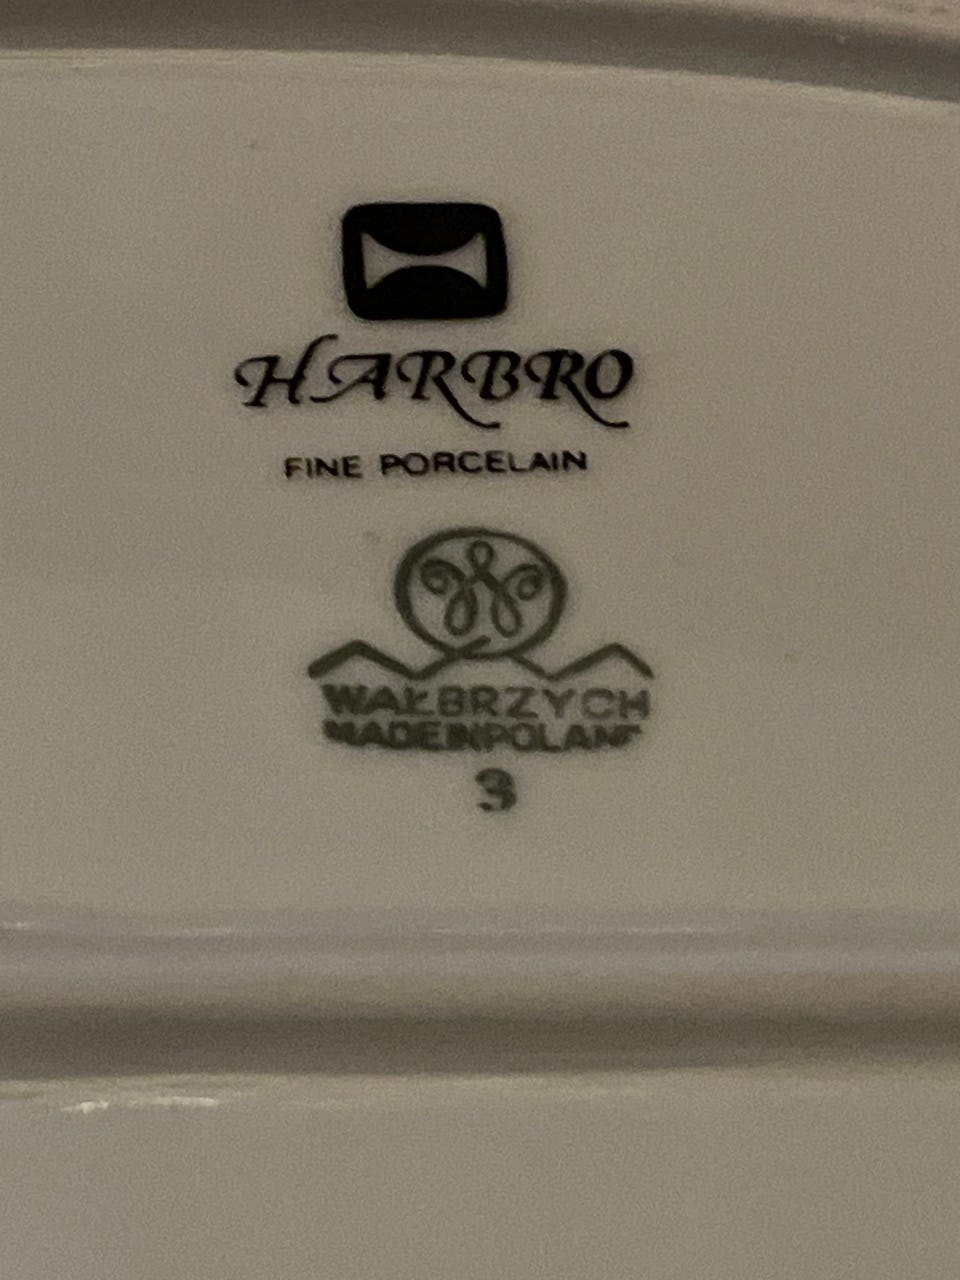 HARBRO
FINE PORCELAIN
W
WAŁBRZYCH
MADE IN POLAND
3